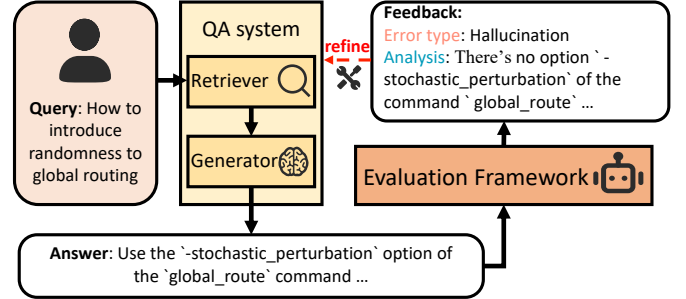 Query: How to
introduce
randomness to
global routing
QA system
Retriever
Generator
refine
Feedback:
Error type: Hallucination
Analysis: There's no option `-
stochastic_perturbation` of the
command ` global_route` ...
Evaluation Framework
Answer: Use the `-stochastic_perturbation` option of
the `global_route` command ...